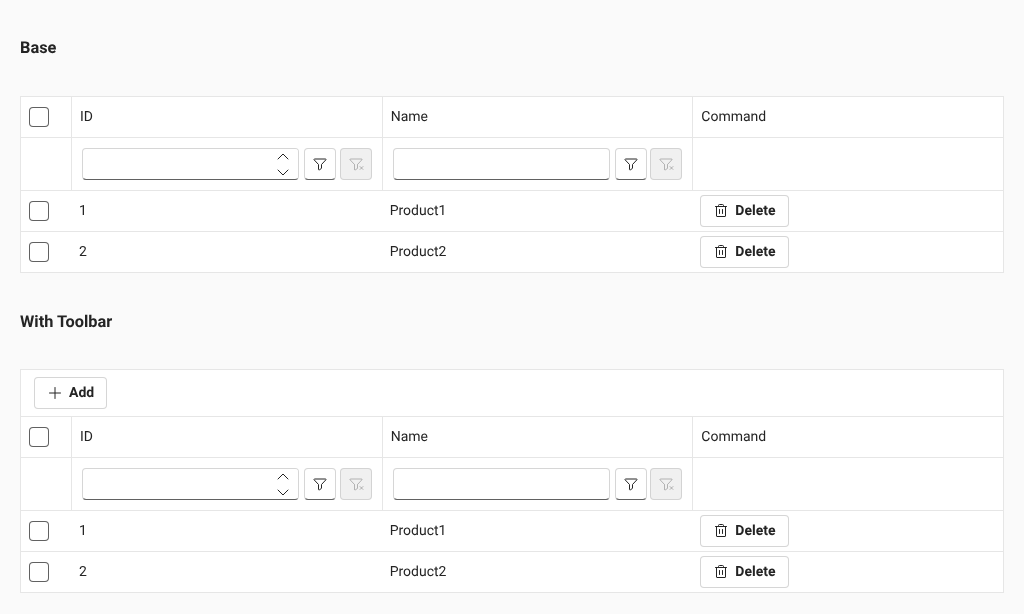 Base
ID Name Command
1 Product1 Delete
2 Product2 Delete
With Toolbar
Add
ID Name Command
1 Product1 Delete
2 Product2 Delete